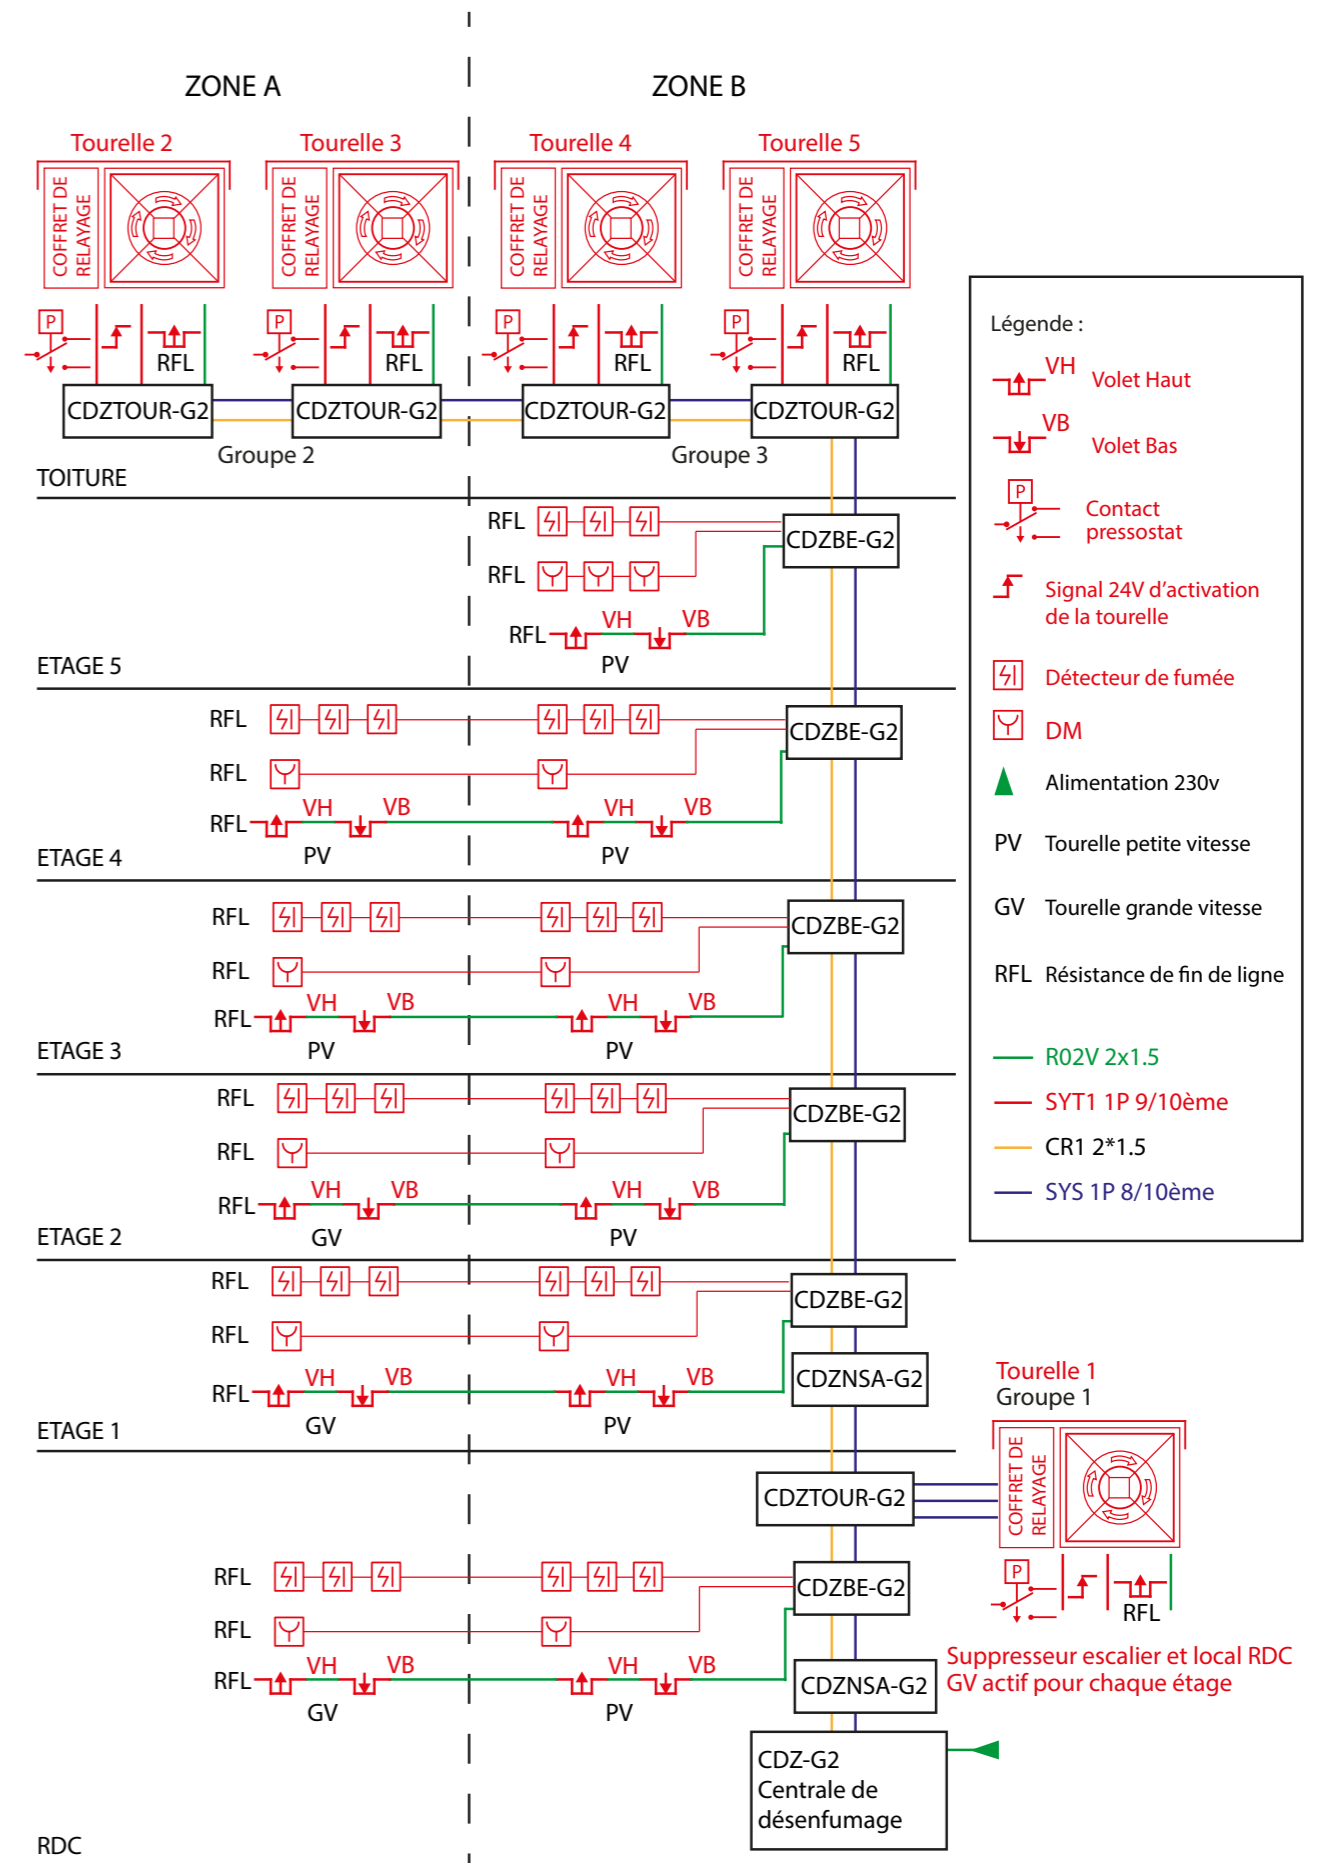 ZONE A
ZONE B
Tourelle 2
Tourelle 3
Tourelle 4
Tourelle 5
COFFRET DE
RELAYAGE
COFFRET DE
RELAYAGE
COFFRET DE
RELAYAGE
COFFRET DE
RELAYAGE
P
RFL
P
RFL
P
RFL
P
RFL
CDZTOUR-G2
CDZTOUR-G2
CDZTOUR-G2
CDZTOUR-G2
Groupe 2
Groupe 3
TOITURE
RFL
CDZBE-G2
RFL
RFL
VH
VB
PV
ETAGE 5
RFL
CDZBE-G2
RFL
RFL
VH
VB
VH
VB
PV
PV
ETAGE 4
RFL
CDZBE-G2
RFL
RFL
VH
VB
VH
VB
PV
PV
ETAGE 3
RFL
CDZBE-G2
RFL
RFL
VH
VB
VH
VB
GV
PV
ETAGE 2
RFL
CDZBE-G2
RFL
RFL
VH
VB
VH
VB
CDZNSA-G2
GV
PV
ETAGE 1
CDZTOUR-G2
Tourelle 1
Groupe 1
COFFRET DE
RELAYAGE
P
RFL
Suppresseur escalier et local RDC
GV actif pour chaque étage
RFL
CDZBE-G2
RFL
RFL
VH
VB
VH
VB
CDZNSA-G2
GV
PV
CDZ-G2
Centrale de
désenfumage
RDC
Légende :
VH
Volet Haut
VB
Volet Bas
P
Contact
pressostat
Signal 24V d'activation
de la tourelle
Détecteur de fumée
DM
Alimentation 230v
PV Tourelle petite vitesse
GV Tourelle grande vitesse
RFL Résistance de fin de ligne
R02V 2x1.5
SYT1 1P 9/10ème
CR1 2*1.5
SYS 1P 8/10ème